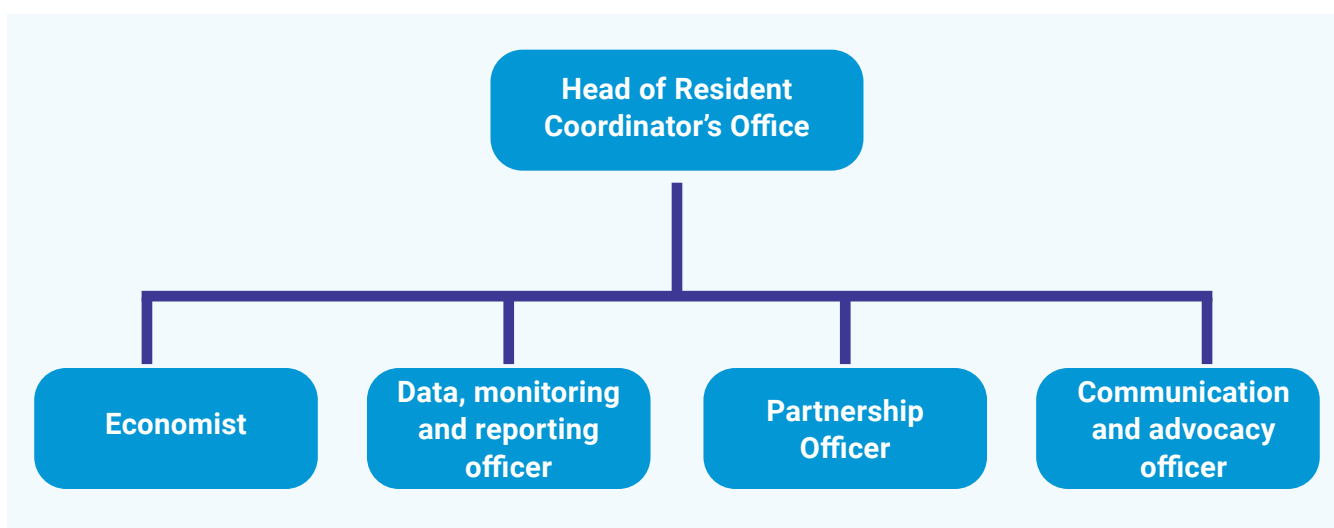 Head of Resident
Coordinator’s Office
Economist
Data, monitoring
and reporting
officer
Partnership
Officer
Communication
and advocacy
officer